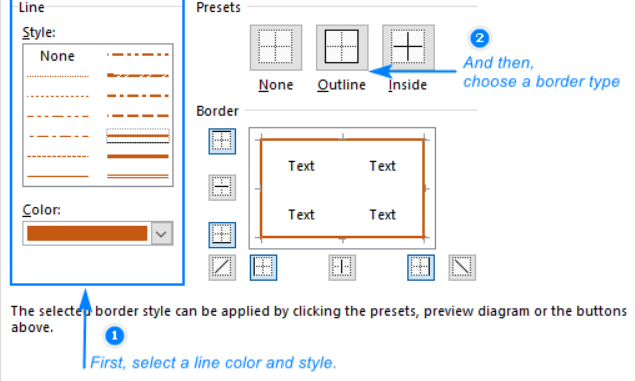 Line
Presets
Style:
None
2
And then,
choose a border type
None Outline Inside
Border
Text Text
Text Text
Color:
The selected border style can be applied by clicking the presets, preview diagram or the buttons
above.
1
First, select a line color and style.